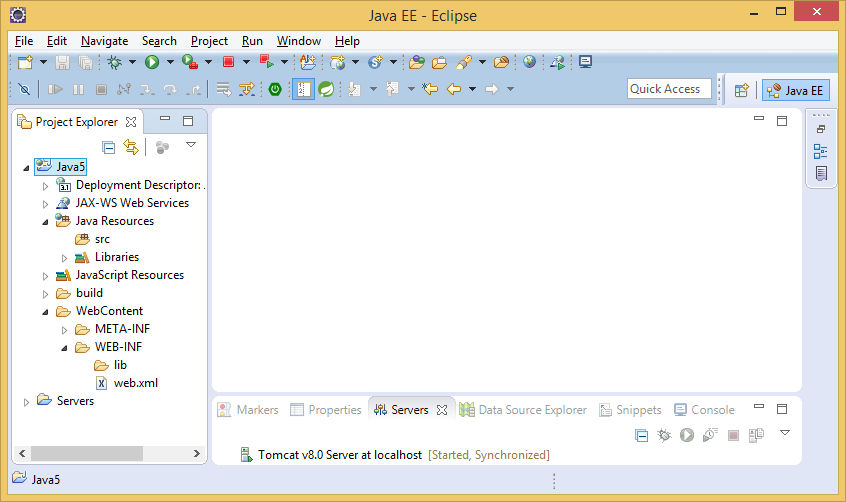 Java EE - Eclipse
File Edit Navigate Search Project Run Window Help
Quick Access
Java EE
Project Explorer
Java5
3.1
Deployment Descriptor: .
JAX-WS Web Services
Java Resources
src
Libraries
JavaScript Resources
build
WebContent
META-INF
WEB-INF
lib
X web.xml
Servers
Markers Properties Servers Data Source Explorer Snippets Console
Tomcat v8.0 Server at localhost [Started, Synchronized]
Java5